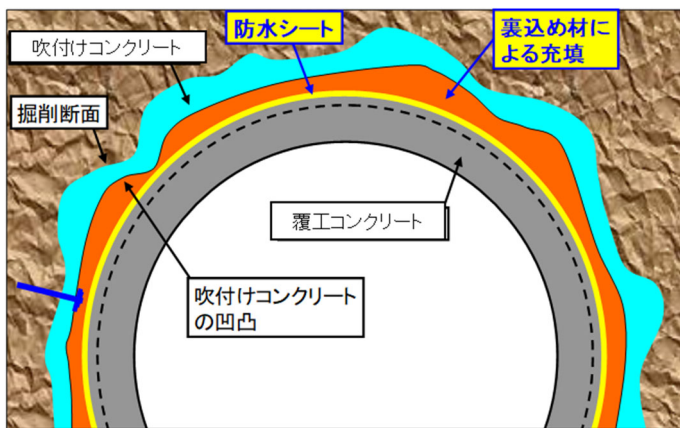 吹付けコンクリート
防水シート
裏込め材に
よる充填
掘削断面
覆工コンクリート
吹付けコンクリート
の凹凸